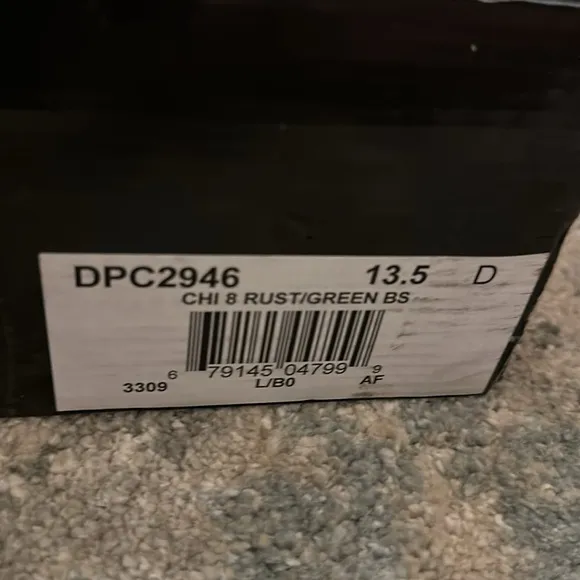 DPC2946 13.5 D
CHI 8 RUST/GREEN BS
6 79145 04799 9
3309 L/B0 AF